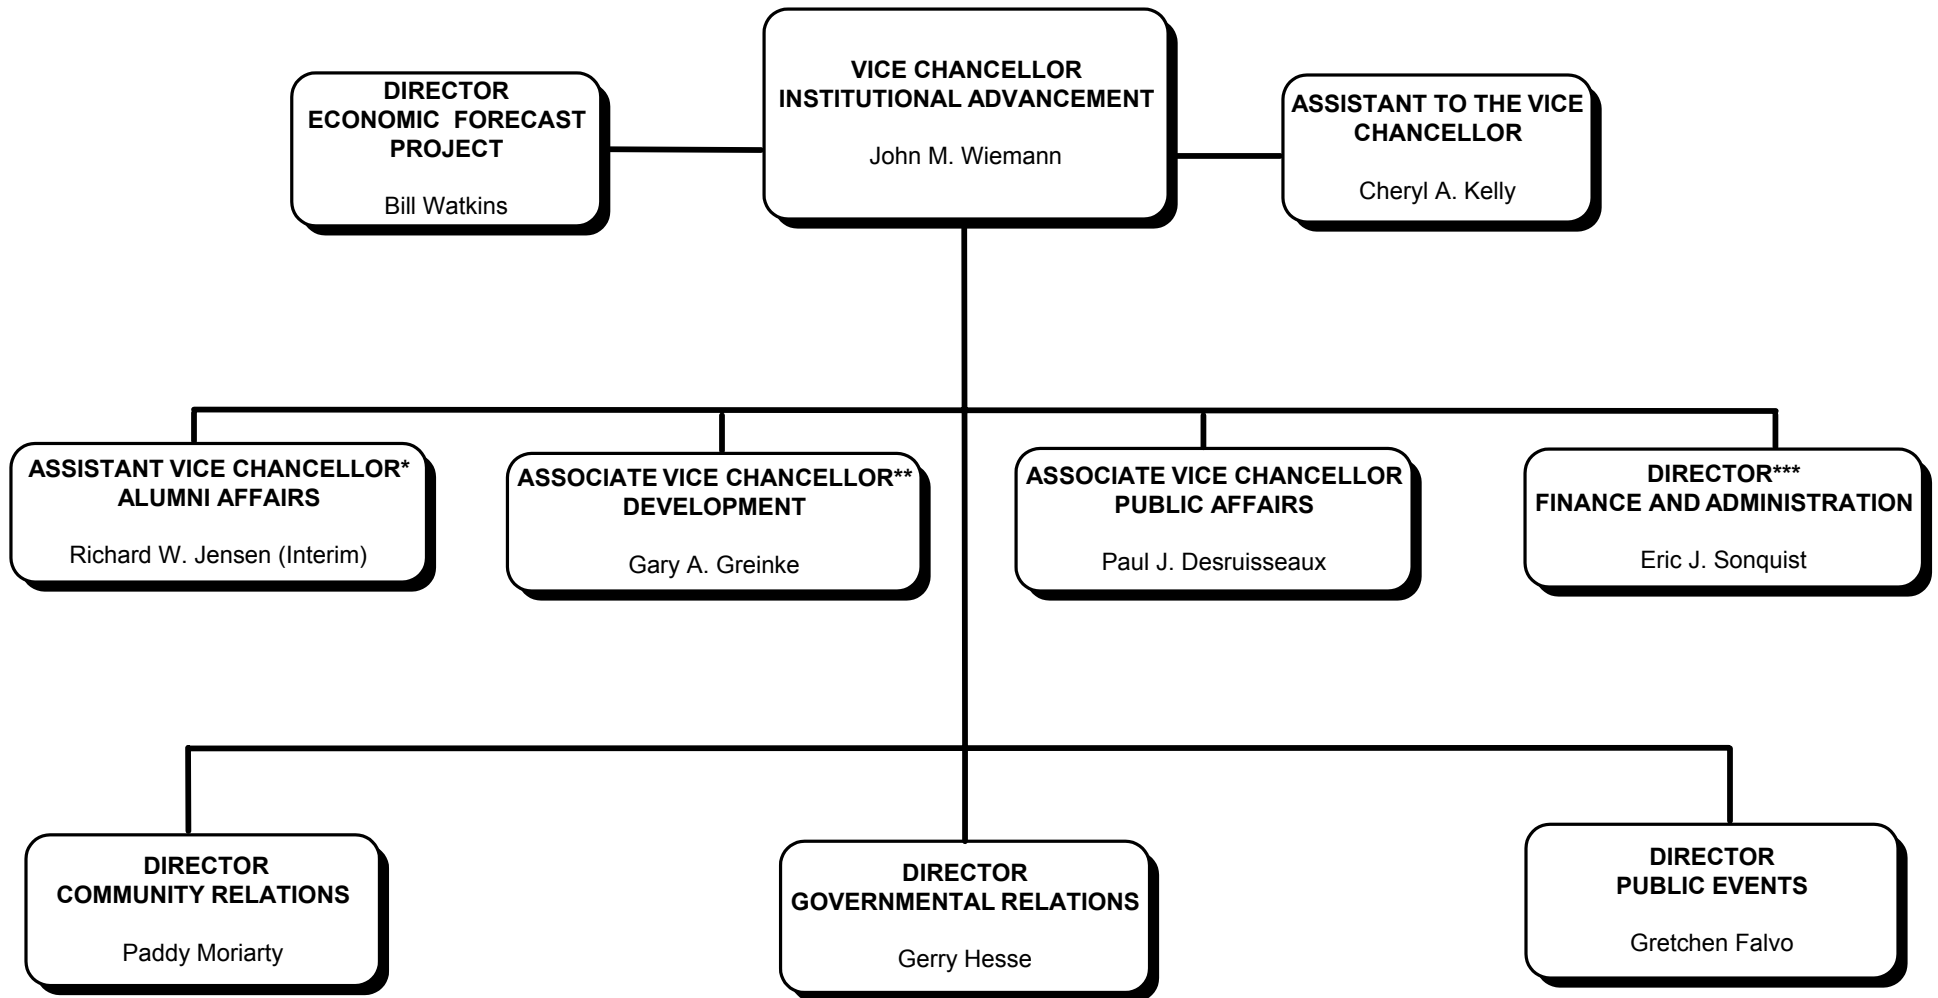 DIRECTOR
ECONOMIC FORECAST
PROJECT
Bill Watkins
VICE CHANCELLOR
INSTITUTIONAL ADVANCEMENT
John M. Wiemann
ASSISTANT TO THE VICE
CHANCELLOR
Cheryl A. Kelly
ASSISTANT VICE CHANCELLOR*
ALUMNI AFFAIRS
Richard W. Jensen (Interim)
ASSOCIATE VICE CHANCELLOR**
DEVELOPMENT
Gary A. Greinke
ASSOCIATE VICE CHANCELLOR
PUBLIC AFFAIRS
Paul J. Desruisseaux
DIRECTOR***
FINANCE AND ADMINISTRATION
Eric J. Sonquist
DIRECTOR
COMMUNITY RELATIONS
Paddy Moriarty
DIRECTOR
GOVERNMENTAL RELATIONS
Gerry Hesse
DIRECTOR
PUBLIC EVENTS
Gretchen Falvo